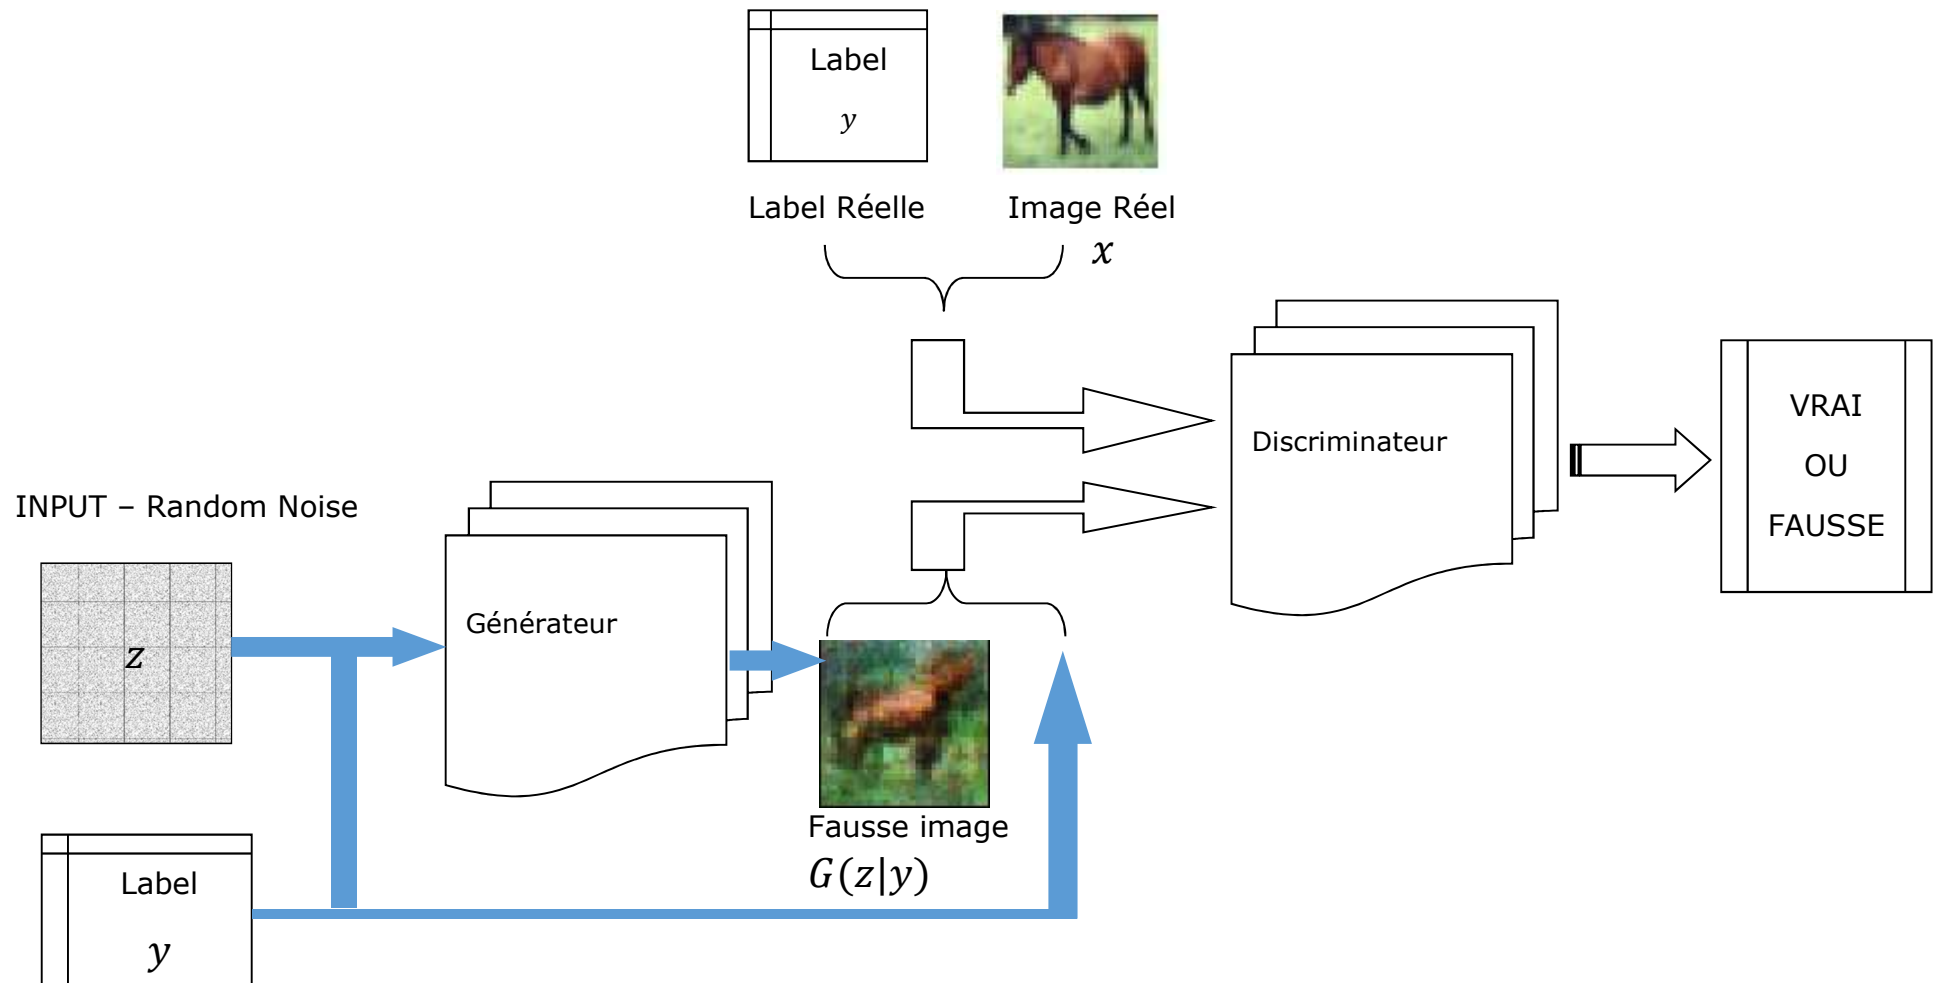 Label
y
Label Réelle
Image Réel
x
Discriminateur
VRAI
OU
FAUSSE
INPUT – Random Noise
z
Générateur
Fausse image
G(z|y)
Label
y